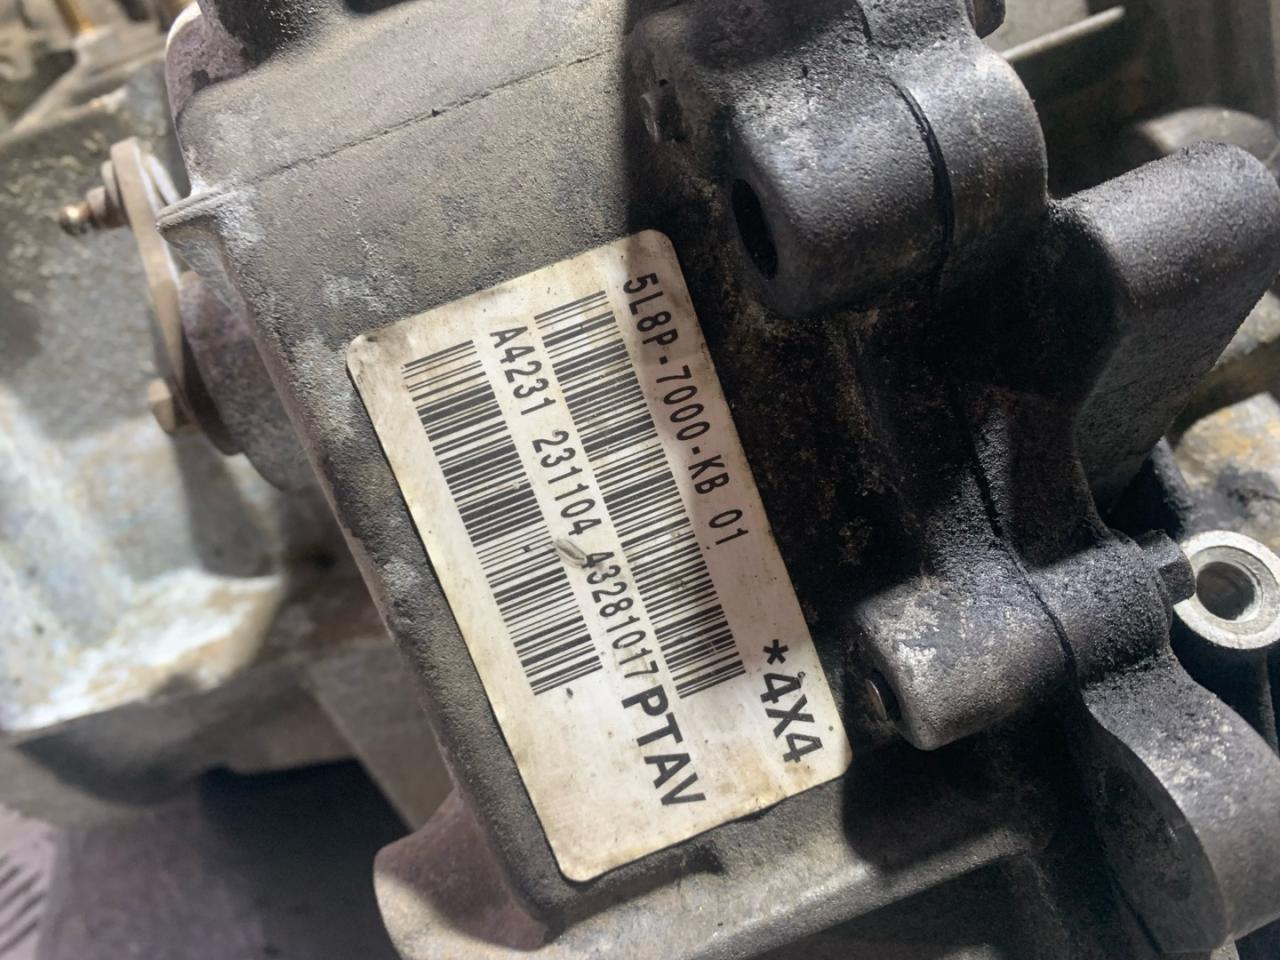 5L8P-7000-KB 01
*4X4
A4231 231104 43281017 PTAV